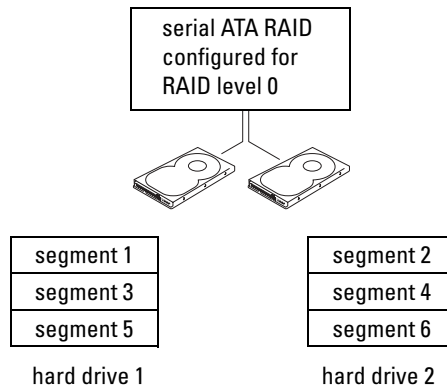 serial ATA RAID
configured for
RAID level 0
segment 1
segment 3
segment 5
hard drive 1
segment 2
segment 4
segment 6
hard drive 2